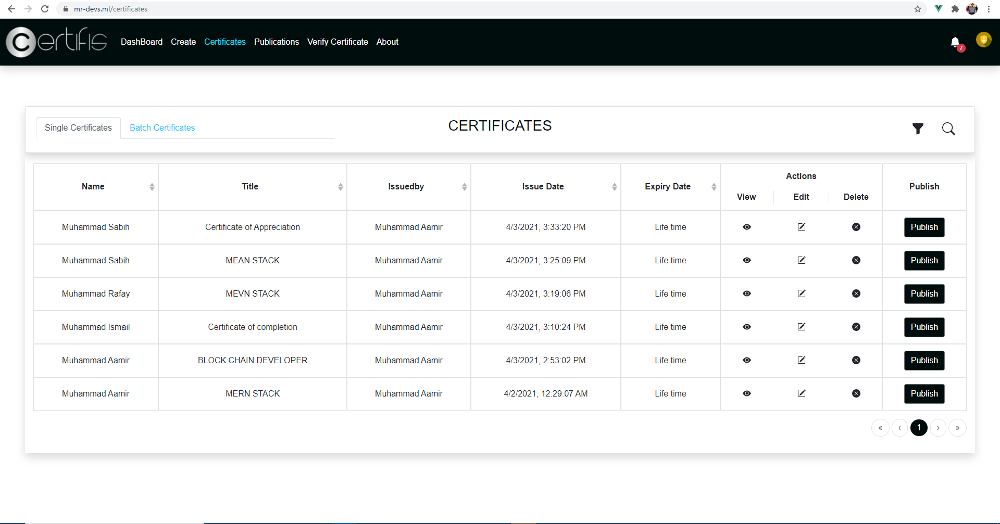 mr-devs.ml/certificates
certifis DashBoard Create Certificates Publications Verify Certificate About 7
Single Certificates Batch Certificates CERTIFICATES
Name Title Issuedby Issue Date Expiry Date Actions View Edit Delete Publish
Muhammad Sabih Certificate of Appreciation Muhammad Aamir 4/3/2021, 3:33:20 PM Life time Publish
Muhammad Sabih MEAN STACK Muhammad Aamir 4/3/2021, 3:25:09 PM Life time Publish
Muhammad Rafay MEVN STACK Muhammad Aamir 4/3/2021, 3:19:06 PM Life time Publish
Muhammad Ismail Certificate of completion Muhammad Aamir 4/3/2021, 3:10:24 PM Life time Publish
Muhammad Aamir BLOCK CHAIN DEVELOPER Muhammad Aamir 4/3/2021, 2:53:02 PM Life time Publish
Muhammad Aamir MERN STACK Muhammad Aamir 4/2/2021, 12:29:07 AM Life time Publish
« ‹ 1 › »